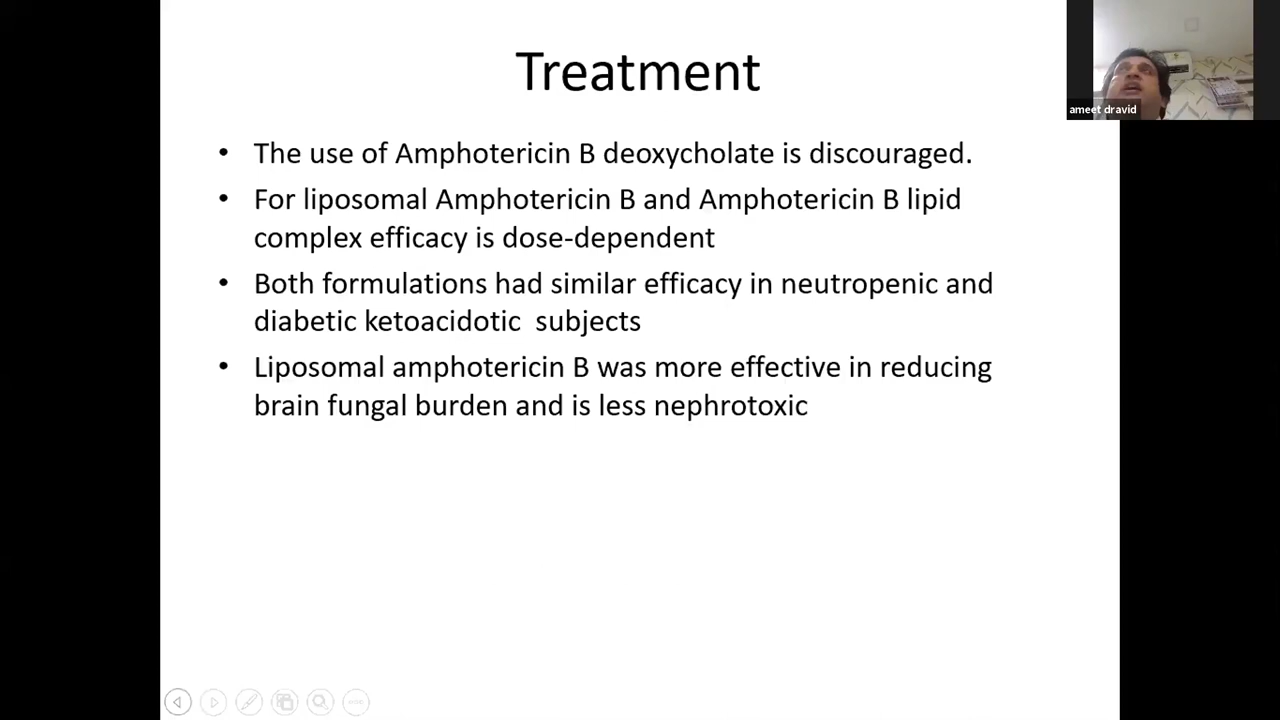 Treatment
• The use of Amphotericin B deoxycholate is discouraged.
• For liposomal Amphotericin B and Amphotericin B lipid
complex efficacy is dose-dependent
• Both formulations had similar efficacy in neutropenic and
diabetic ketoacidotic  subjects
• Liposomal amphotericin B was more effective in reducing
brain fungal burden and is less nephrotoxic
ameet dravid